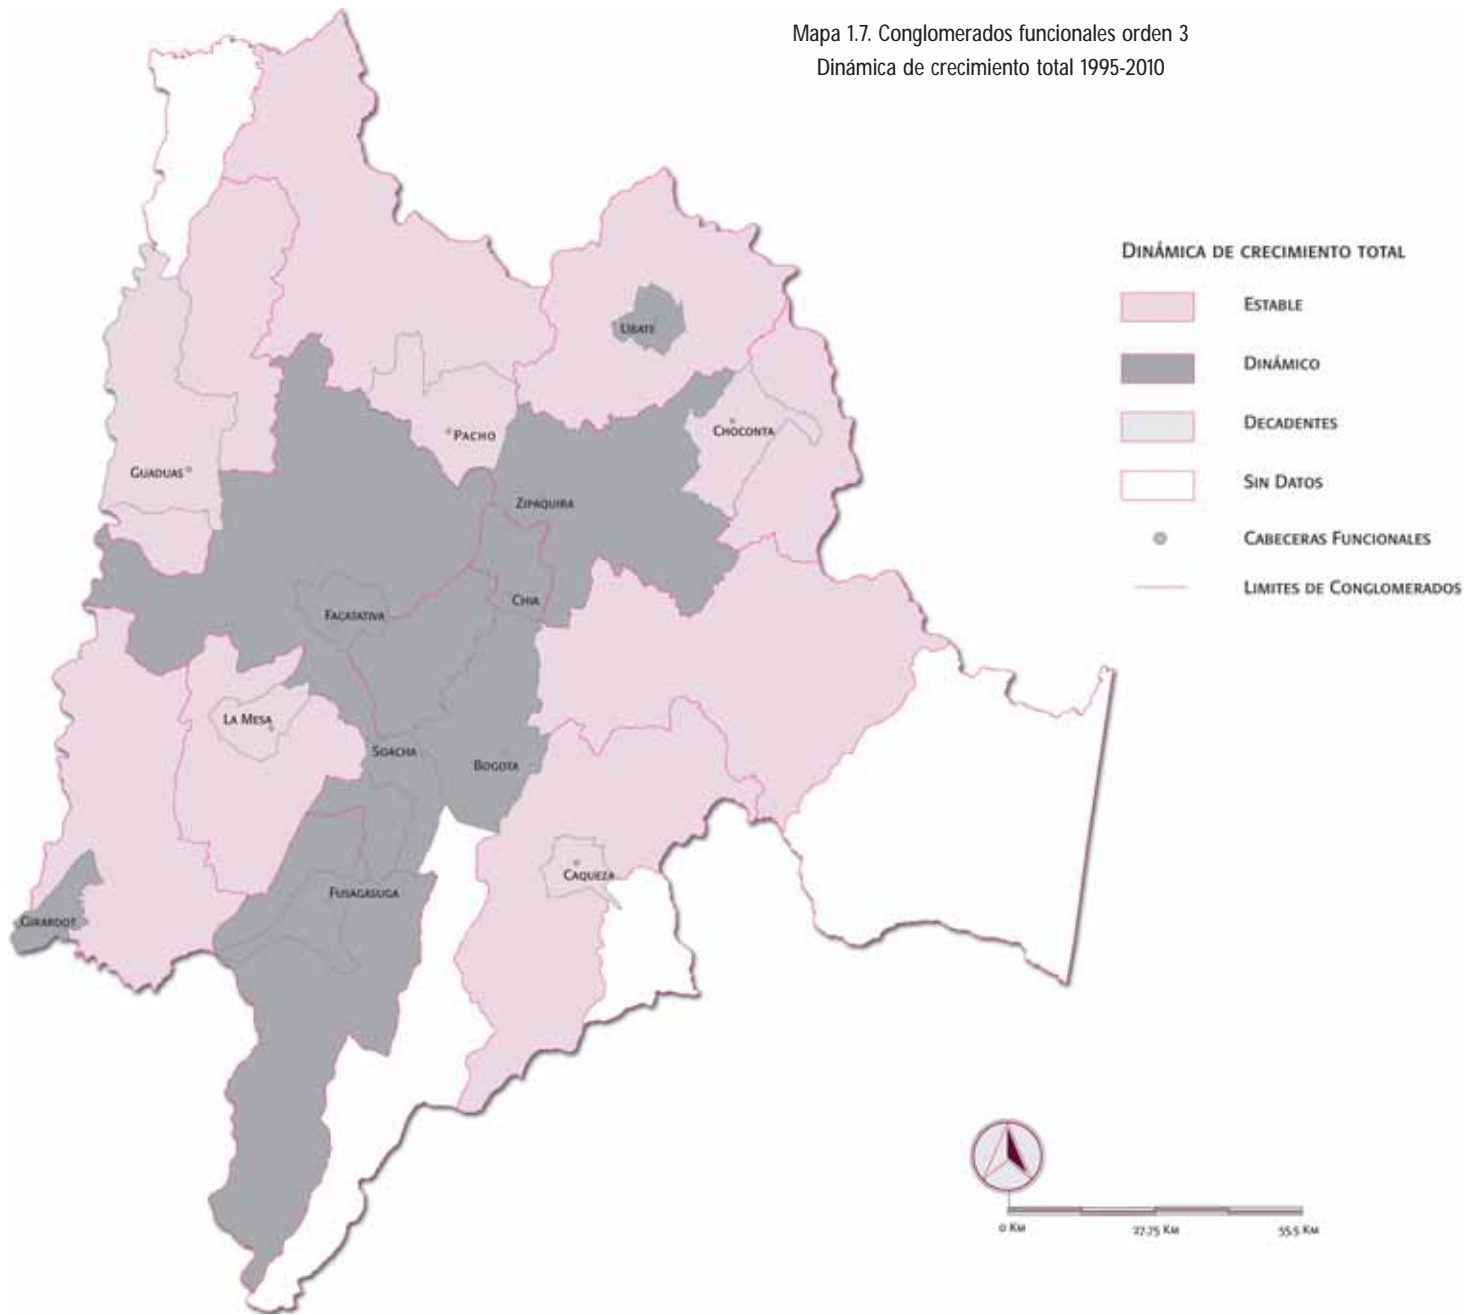 Mapa 1.7. Conglomerados funcionales orden 3
Dinámica de crecimiento total 1995-2010
Dinámica de crecimiento total
Estable
Dinámico
Decadentes
Sin Datos
Cabeceras Funcionales
Limites de Conglomerados
Ubate
Choconta
Pacho
Guaduas
Zipaquira
Chia
Facatativa
La Mesa
Soacha
Bogota
Caqueza
Fusagasuga
Girardot
0 Km
27.75 Km
55.5 Km